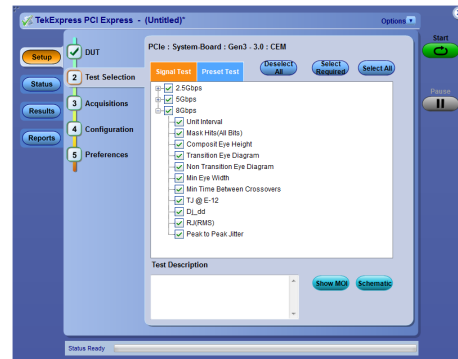 TekExpress PCI Express - (Untitled)*
Options
Start
Pause
Setup
Status
Results
Reports
DUT
2 Test Selection
3 Acquisitions
4 Configuration
5 Preferences
PCIe : System-Board : Gen3 - 3.0 : CEM
Signal Test
Preset Test
Deselect All
Select Required
Select All
2.5Gbps
5Gbps
8Gbps
Unit Interval
Mask Hits(All Bits)
Composit Eye Height
Transition Eye Diagram
Non Transition Eye Diagram
Min Eye Width
Min Time Between Crossovers
TJ @ E-12
Dj_dd
RJ(RMS)
Peak to Peak Jitter
Test Description
Show MOI
Schematic
Status Ready